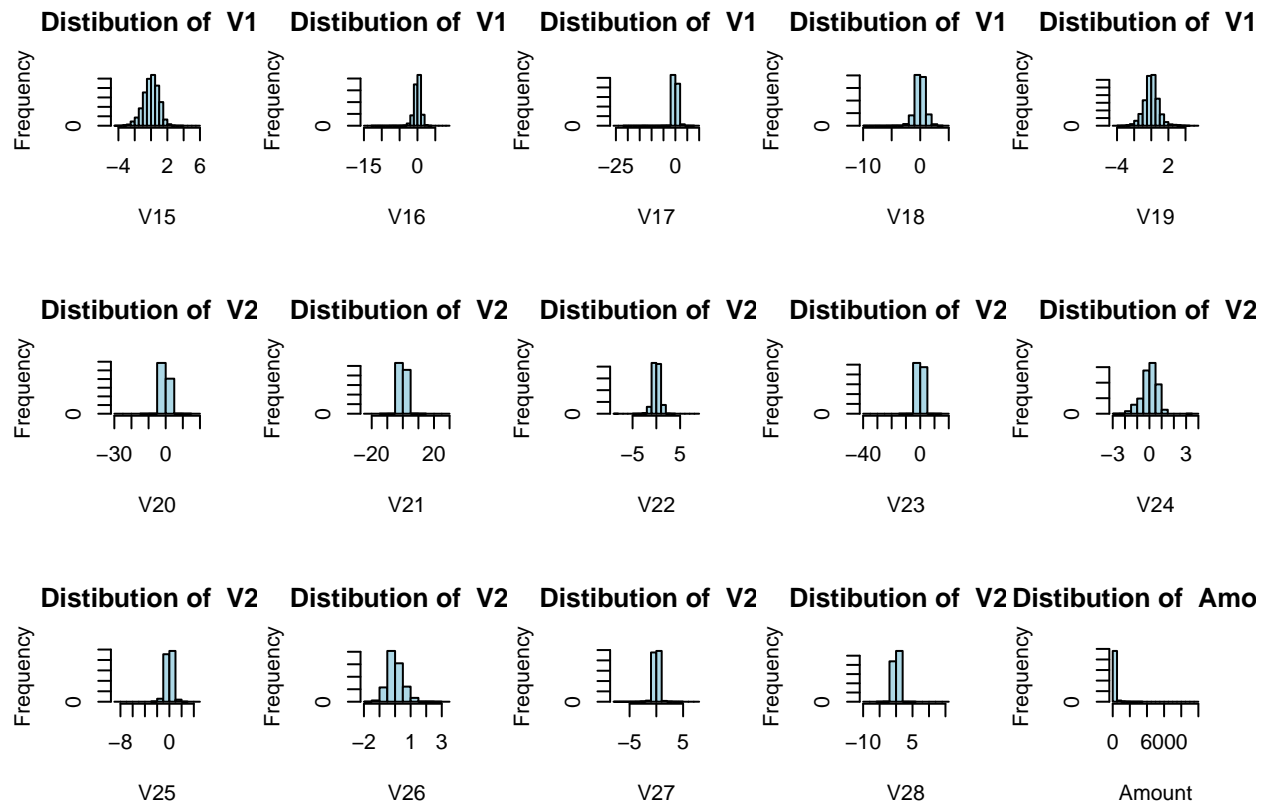 Distibution of  V1
Frequency
0
−4 2 6
V15
Distibution of  V1
Frequency
0
−15 0
V16
Distibution of  V1
Frequency
0
−25 0
V17
Distibution of  V1
Frequency
0
−10 0
V18
Distibution of  V1
Frequency
0
−4 2
V19
Distibution of  V2
Frequency
0
−30 0
V20
Distibution of  V2
Frequency
0
−20 20
V21
Distibution of  V2
Frequency
0
−5 5
V22
Distibution of  V2
Frequency
0
−40 0
V23
Distibution of  V2
Frequency
0
−3 0 3
V24
Distibution of  V2
Frequency
0
−8 0
V25
Distibution of  V2
Frequency
0
−2 1 3
V26
Distibution of  V2
Frequency
0
−5 5
V27
Distibution of  V2
Frequency
0
−10 5
V28
Distibution of  Amo
Frequency
0
0 6000
Amount